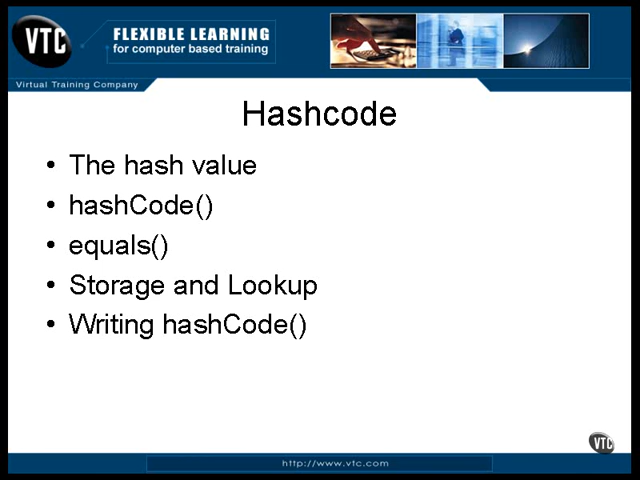 VTC
FLEXIBLE LEARNING
for computer based training
Virtual Training Company
Hashcode
• The hash value
• hashCode()
• equals()
• Storage and Lookup
• Writing hashCode()
VTC
http://www.vtc.com